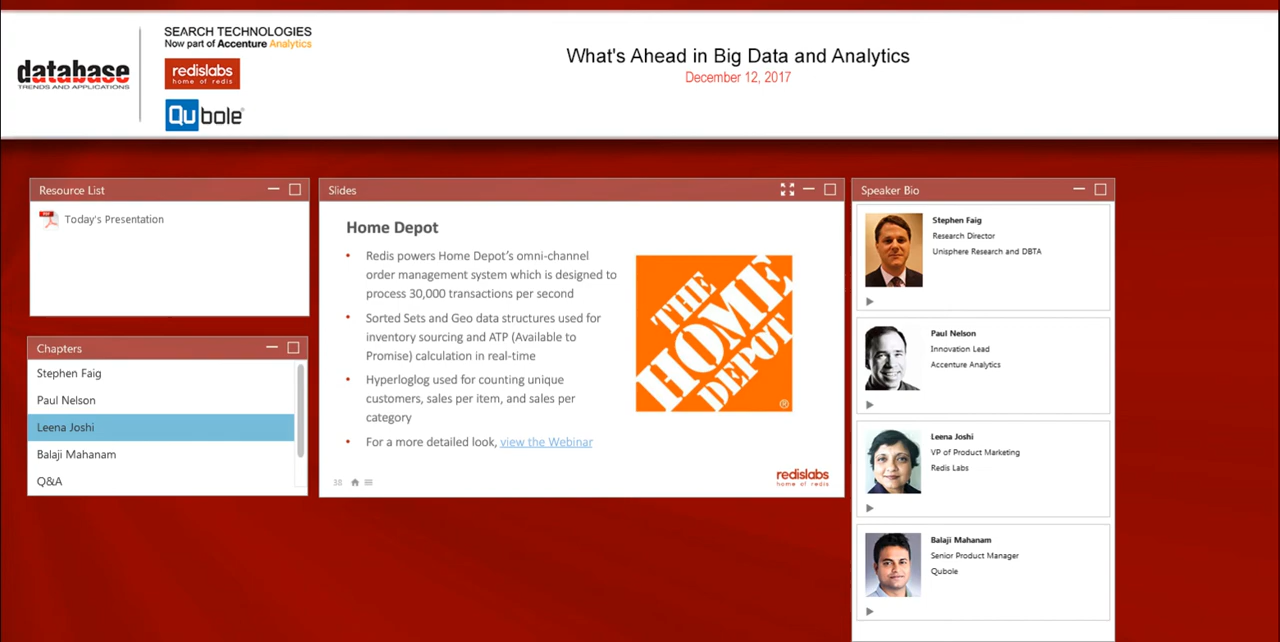 database
TRENDS AND APPLICATIONS
SEARCH TECHNOLOGIES
Now part of Accenture Analytics
redislabs
home of redis
Qubole
What's Ahead in Big Data and Analytics
December 12, 2017
Resource List
Today's Presentation
Chapters
Stephen Faig
Paul Nelson
Leena Joshi
Balaji Mahanam
Q&A
Slides
Home Depot
• Redis powers Home Depot's omni-channel
order management system which is designed to
process 30,000 transactions per second
• Sorted Sets and Geo data structures used for
inventory sourcing and ATP (Available to
Promise) calculation in real-time
• Hyperloglog used for counting unique
customers, sales per item, and sales per
category
• For a more detailed look, view the Webinar
THE
HOME
DEPOT
®
38
redislabs
home of redis
Speaker Bio
Stephen Faig
Research Director
Unisphere Research and DBTA
Paul Nelson
Innovation Lead
Accenture Analytics
Leena Joshi
VP of Product Marketing
Redis Labs
Balaji Mahanam
Senior Product Manager
Qubole